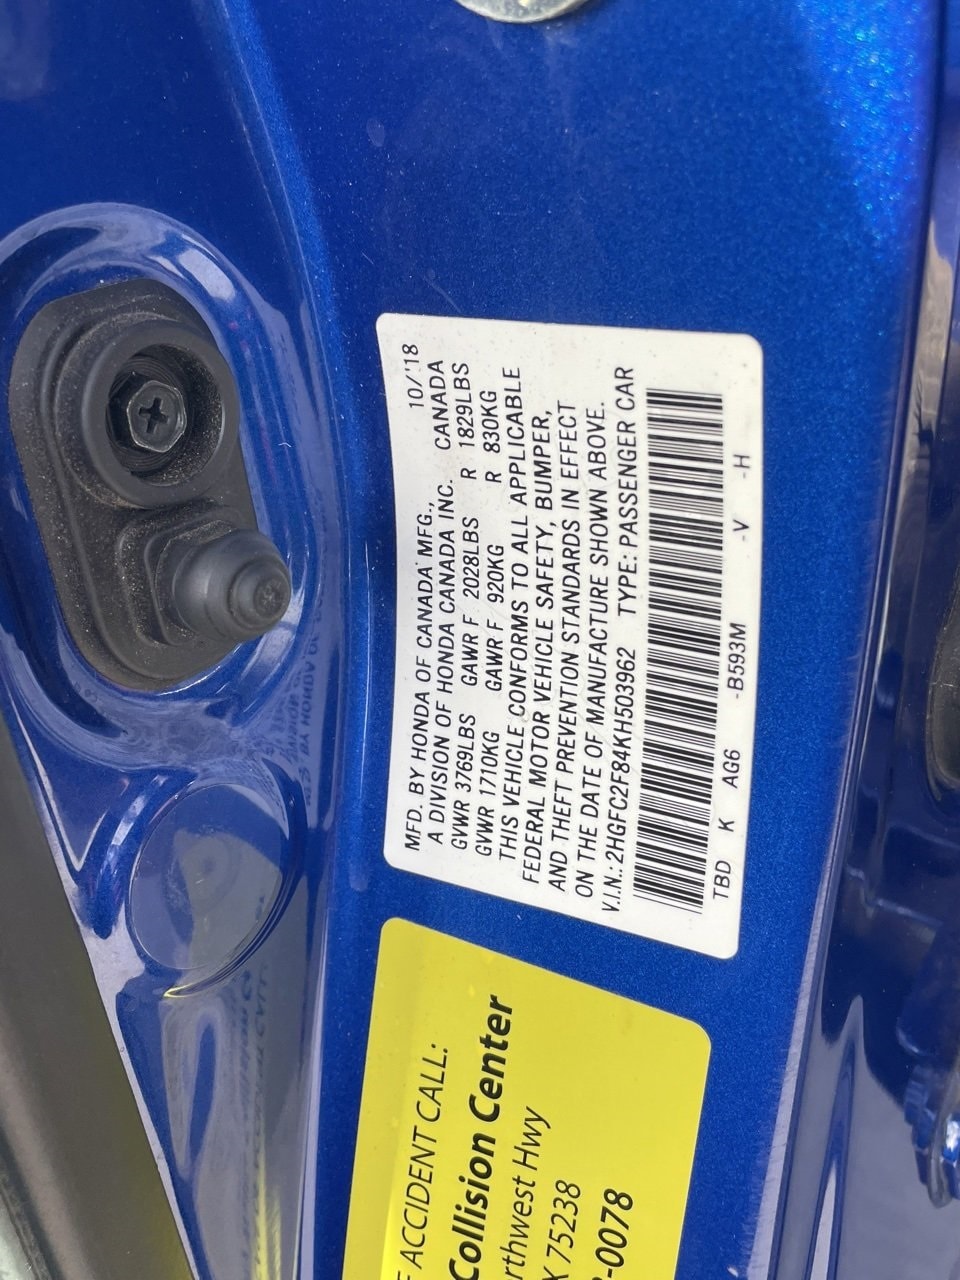 MFD. BY HONDA OF CANADA MFG., 10/'18
A DIVISION OF HONDA CANADA INC. CANADA
GVWR 3769LBS GAWR F 2028LBS R 1829LBS
GVWR 1710KG GAWR F 920KG R 830KG
THIS VEHICLE CONFORMS TO ALL APPLICABLE
FEDERAL MOTOR VEHICLE SAFETY, BUMPER,
AND THEFT PREVENTION STANDARDS IN EFFECT
ON THE DATE OF MANUFACTURE SHOWN ABOVE.
V.I.N.: 2HGFC2F84KH503962 TYPE: PASSENGER CAR
TBD K AG6 -B593M -V -H
ACCIDENT CALL:
Collision Center
rthwest Hwy
X 75238
-0078